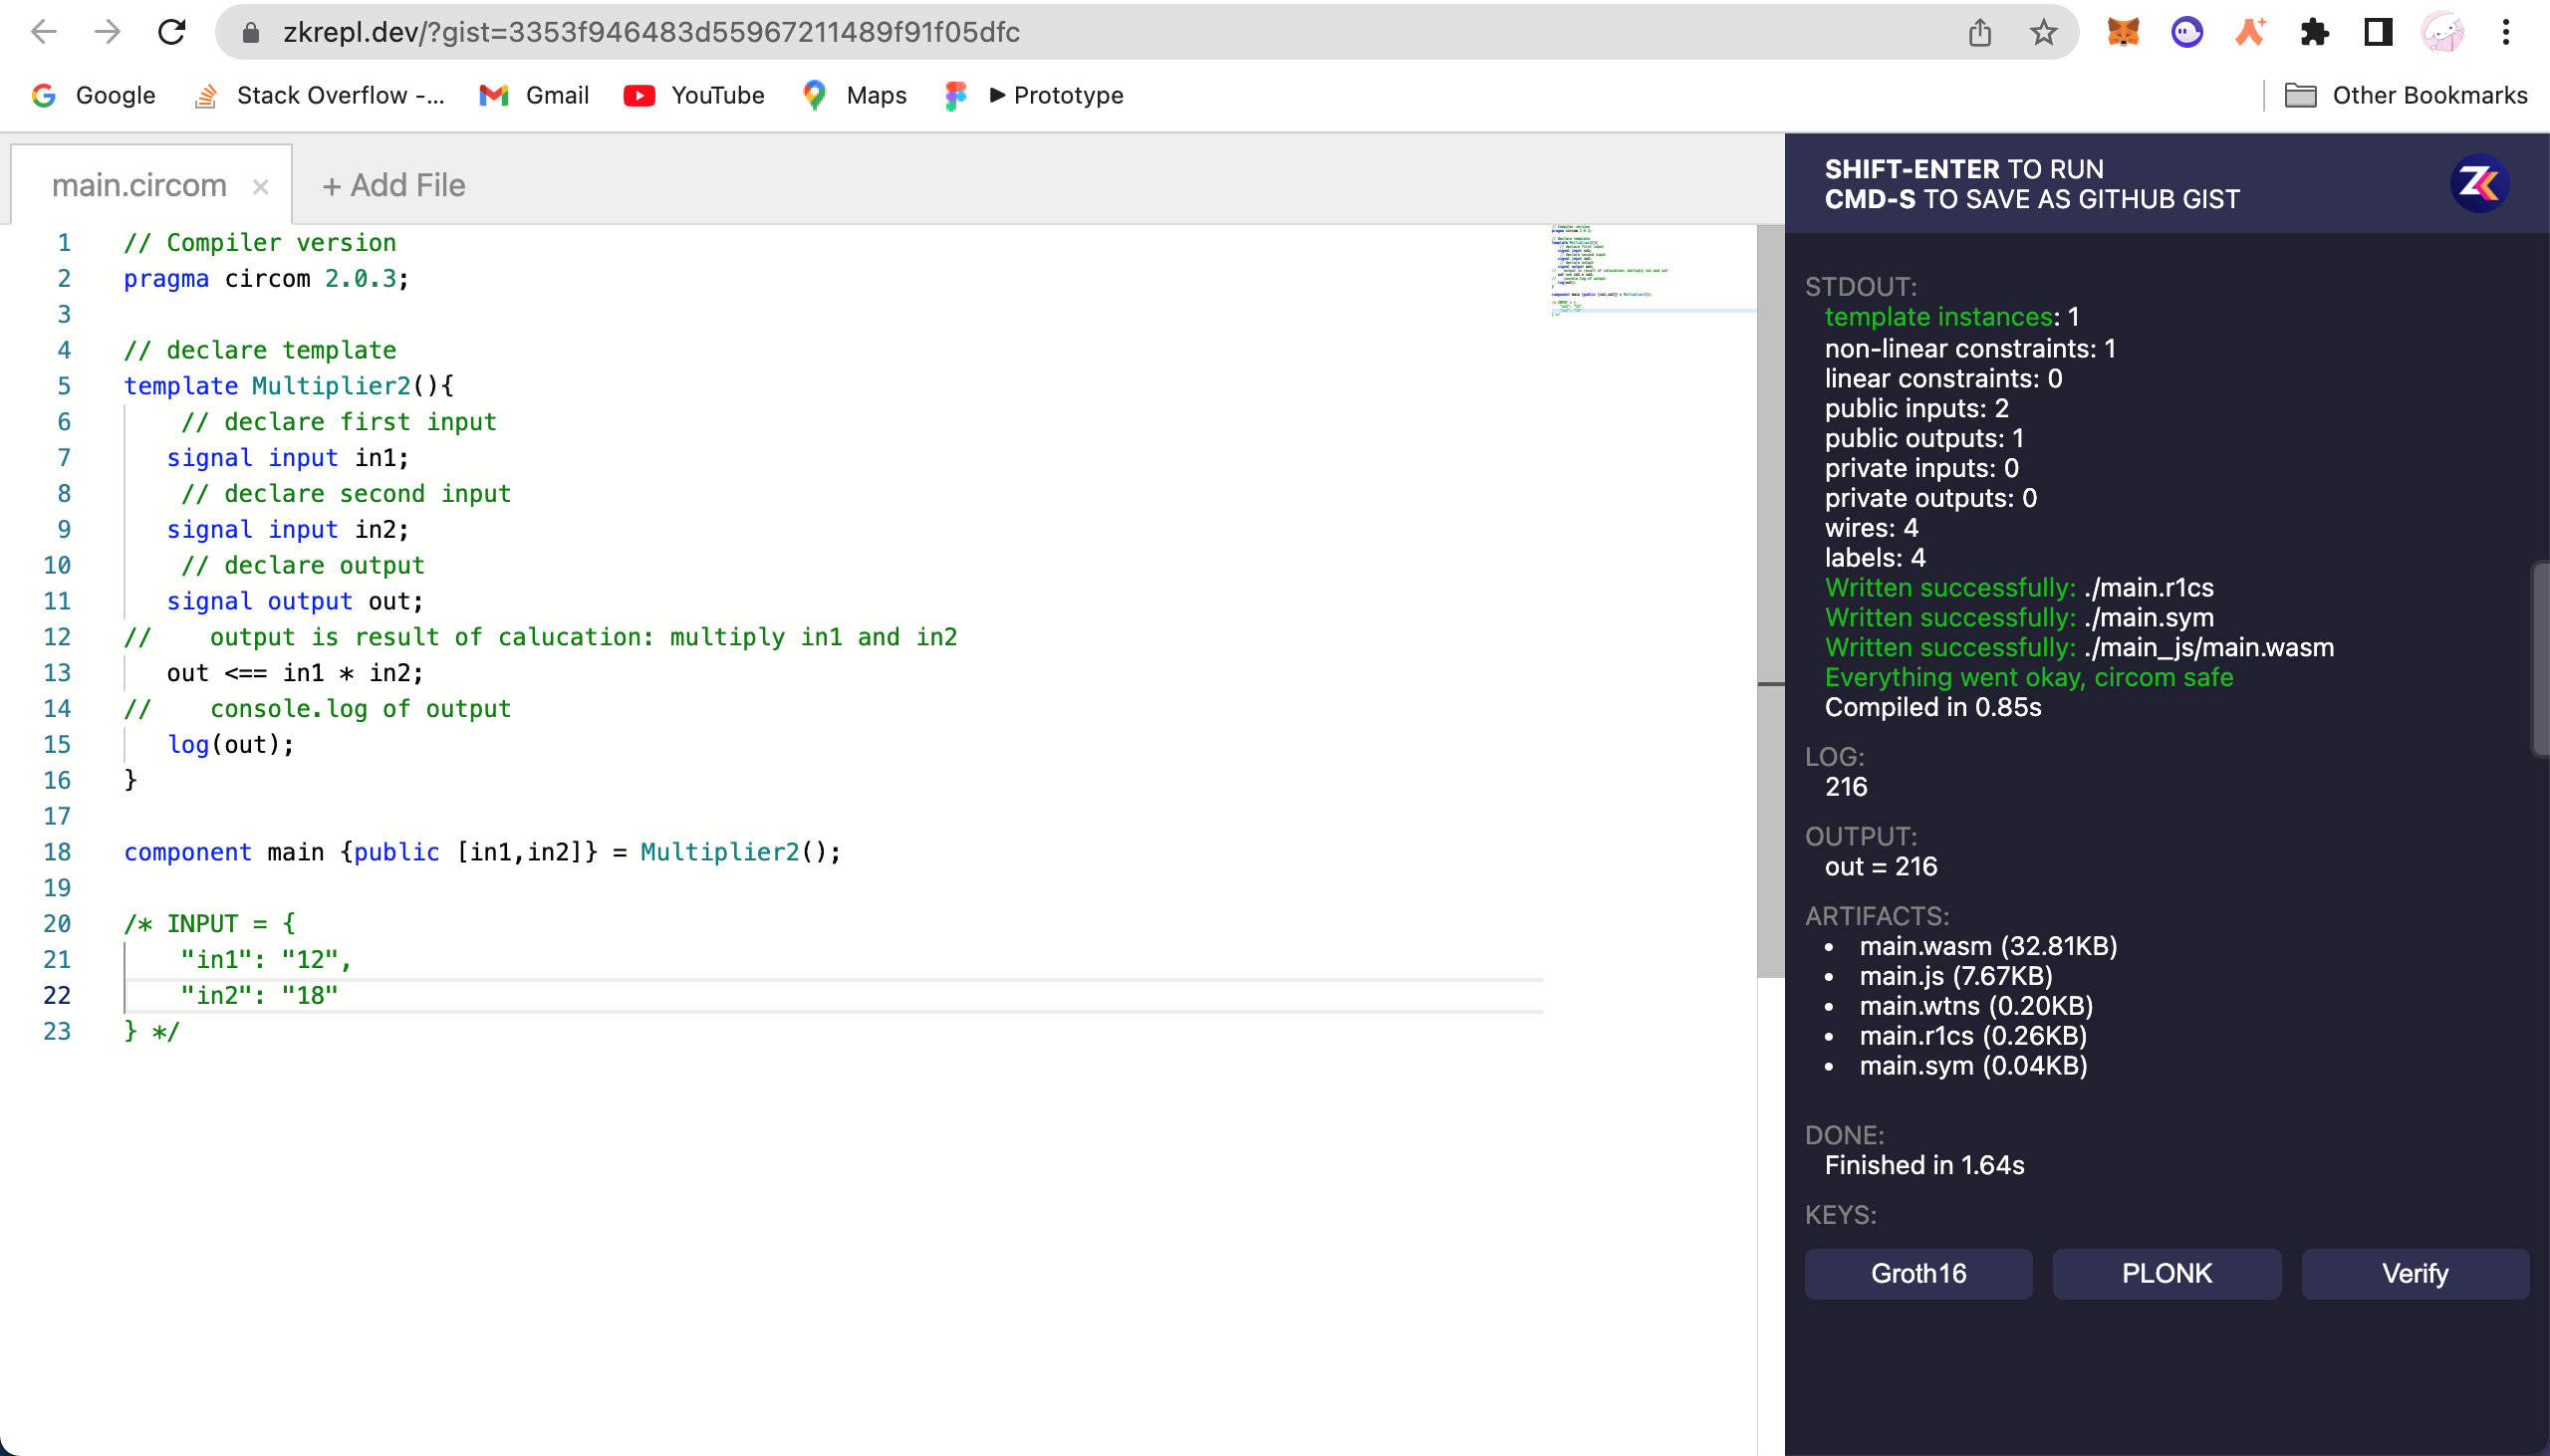 zkrepl.dev/?gist=3353f946483d55967211489f91f05dfc
Google Stack Overflow -... Gmail YouTube Maps ▶ Prototype Other Bookmarks
main.circom × + Add File
1 // Compiler version
2 pragma circom 2.0.3;
3
4 // declare template
5 template Multiplier2(){
6 // declare first input
7 signal input in1;
8 // declare second input
9 signal input in2;
10 // declare output
11 signal output out;
12 // output is result of calucation: multiply in1 and in2
13 out <== in1 * in2;
14 // console.log of output
15 log(out);
16 }
17
18 component main {public [in1,in2]} = Multiplier2();
19
20 /* INPUT = {
21 "in1": "12",
22 "in2": "18"
23 } */
SHIFT-ENTER TO RUN
CMD-S TO SAVE AS GITHUB GIST
STDOUT:
template instances: 1
non-linear constraints: 1
linear constraints: 0
public inputs: 2
public outputs: 1
private inputs: 0
private outputs: 0
wires: 4
labels: 4
Written successfully: ./main.r1cs
Written successfully: ./main.sym
Written successfully: ./main_js/main.wasm
Everything went okay, circom safe
Compiled in 0.85s
LOG:
216
OUTPUT:
out = 216
ARTIFACTS:
• main.wasm (32.81KB)
• main.js (7.67KB)
• main.wtns (0.20KB)
• main.r1cs (0.26KB)
• main.sym (0.04KB)
DONE:
Finished in 1.64s
KEYS:
Groth16 PLONK Verify